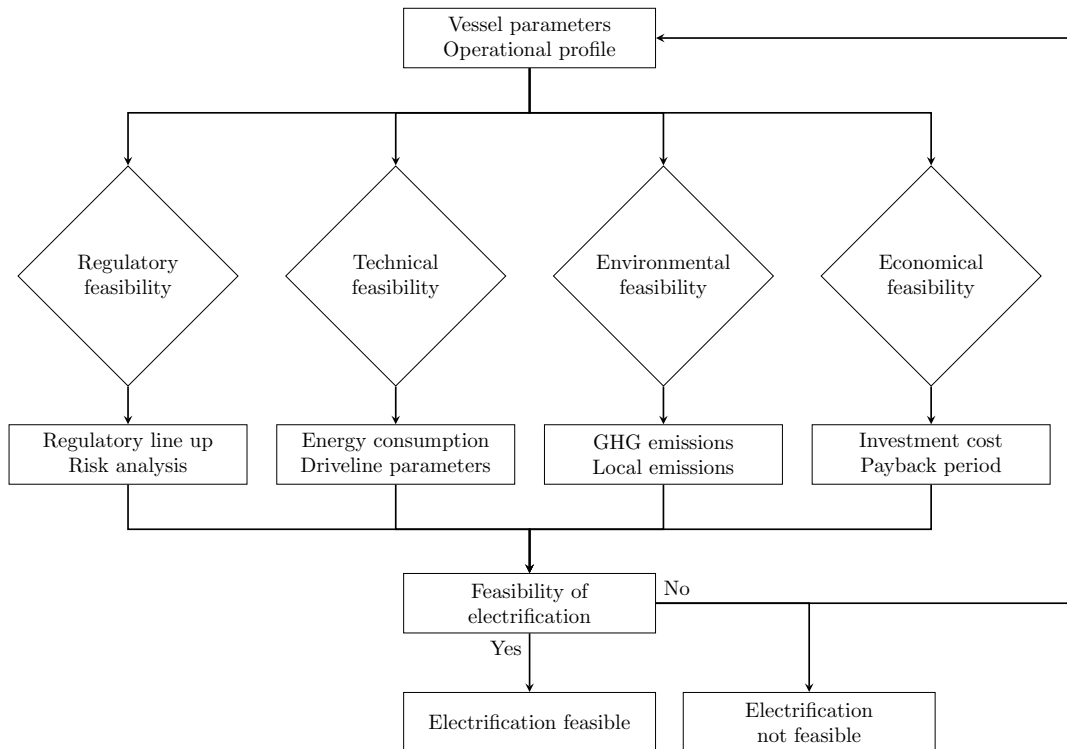 Vessel parameters
Operational profile
Regulatory
feasibility
Technical
feasibility
Environmental
feasibility
Economical
feasibility
Regulatory line up
Risk analysis
Energy consumption
Driveline parameters
GHG emissions
Local emissions
Investment cost
Payback period
Feasibility of
electrification
No
Yes
Electrification feasible
Electrification
not feasible